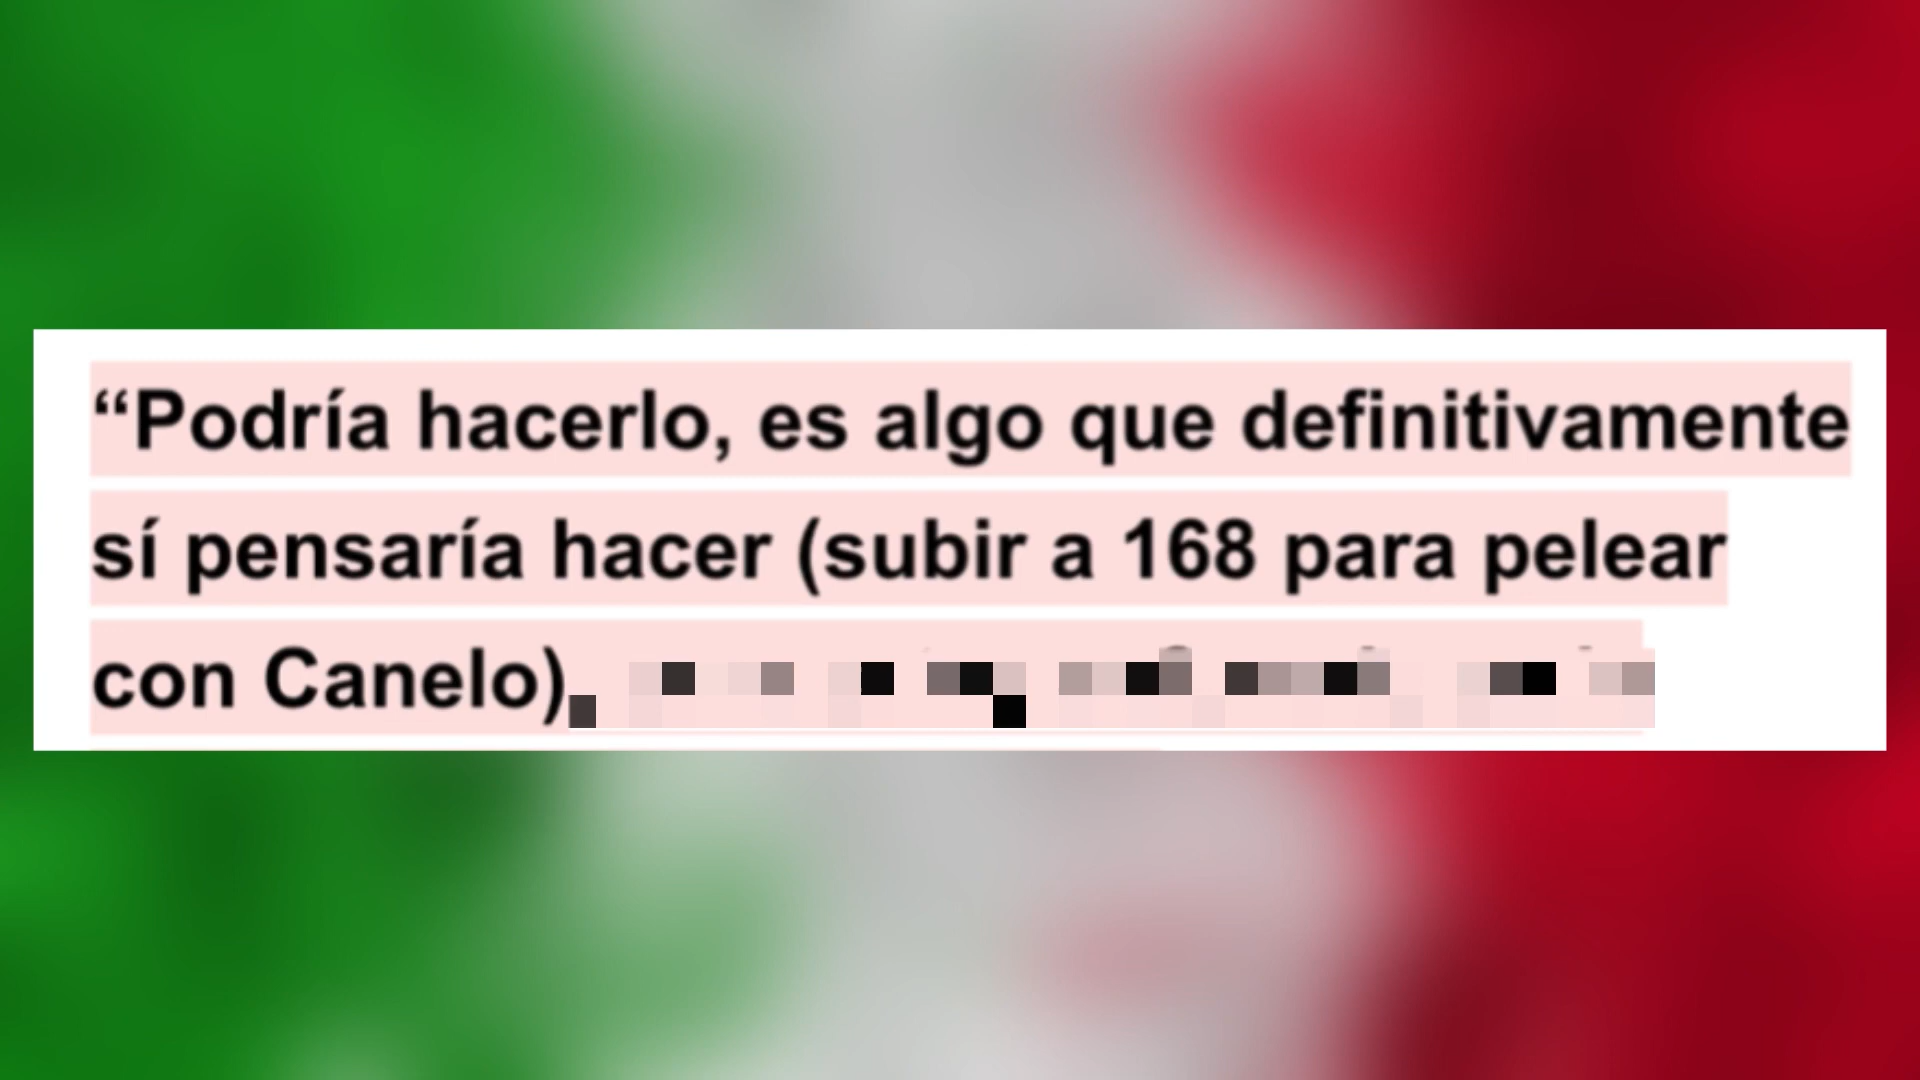 “Podría hacerlo, es algo que definitivamente
sí pensaría hacer (subir a 168 para pelear
con Canelo)